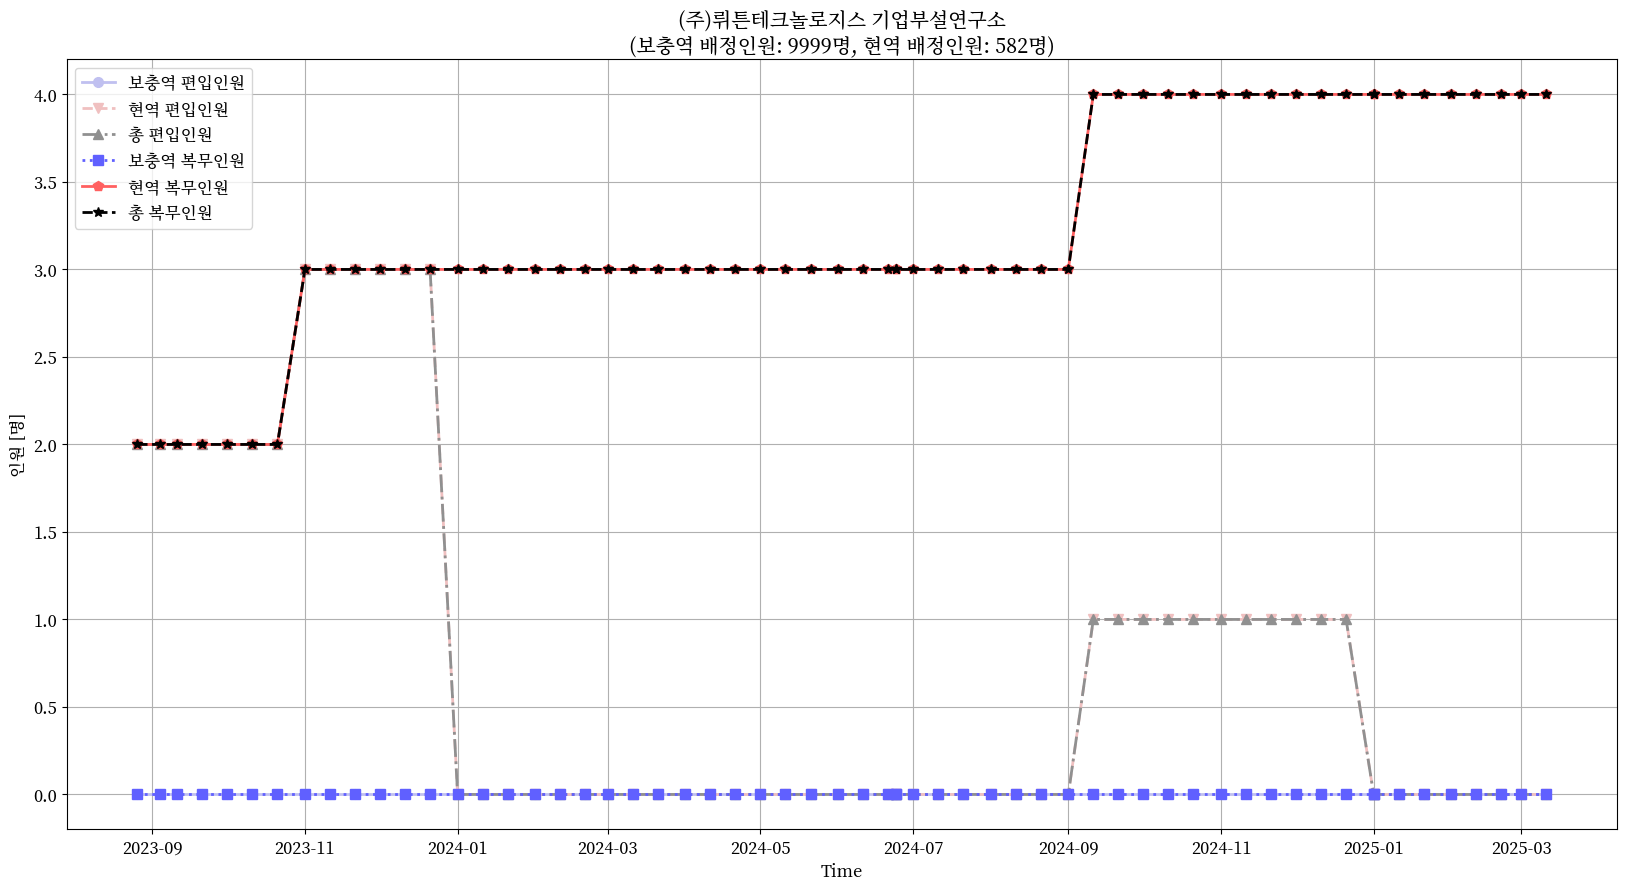 (주)뤼튼테크놀로지스 기업부설연구소
(보충역 배정인원: 9999명, 현역 배정인원: 582명)
보충역 편입인원
현역 편입인원
총 편입인원
보충역 복무인원
현역 복무인원
총 복무인원
인원 [명]
4.0
3.5
3.0
2.5
2.0
1.5
1.0
0.5
0.0
2023-09 2023-11 2024-01 2024-03 2024-05 2024-07 2024-09 2024-11 2025-01 2025-03
Time